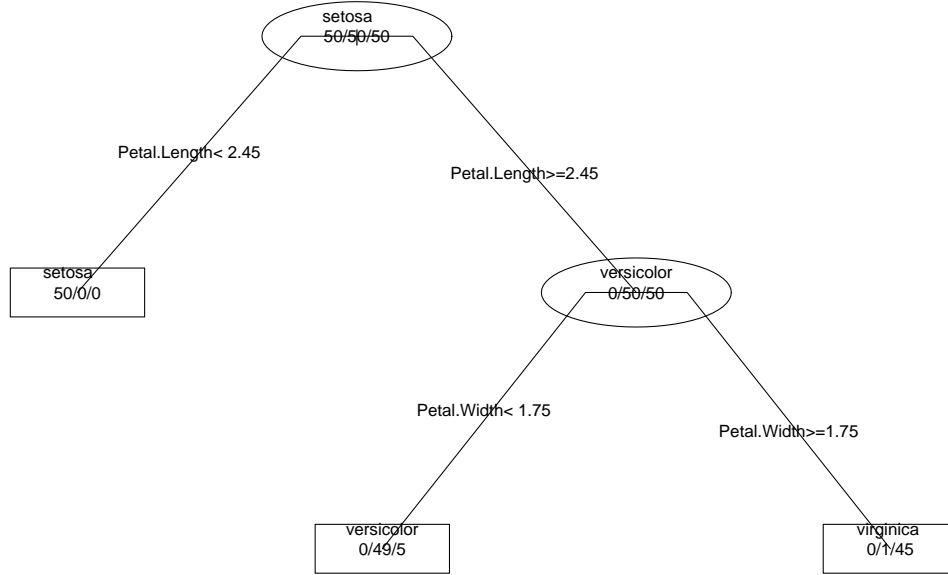 setosa
50/50/50
Petal.Length< 2.45
Petal.Length>=2.45
setosa
50/0/0
versicolor
0/50/50
Petal.Width< 1.75
Petal.Width>=1.75
versicolor
0/49/5
virginica
0/1/45